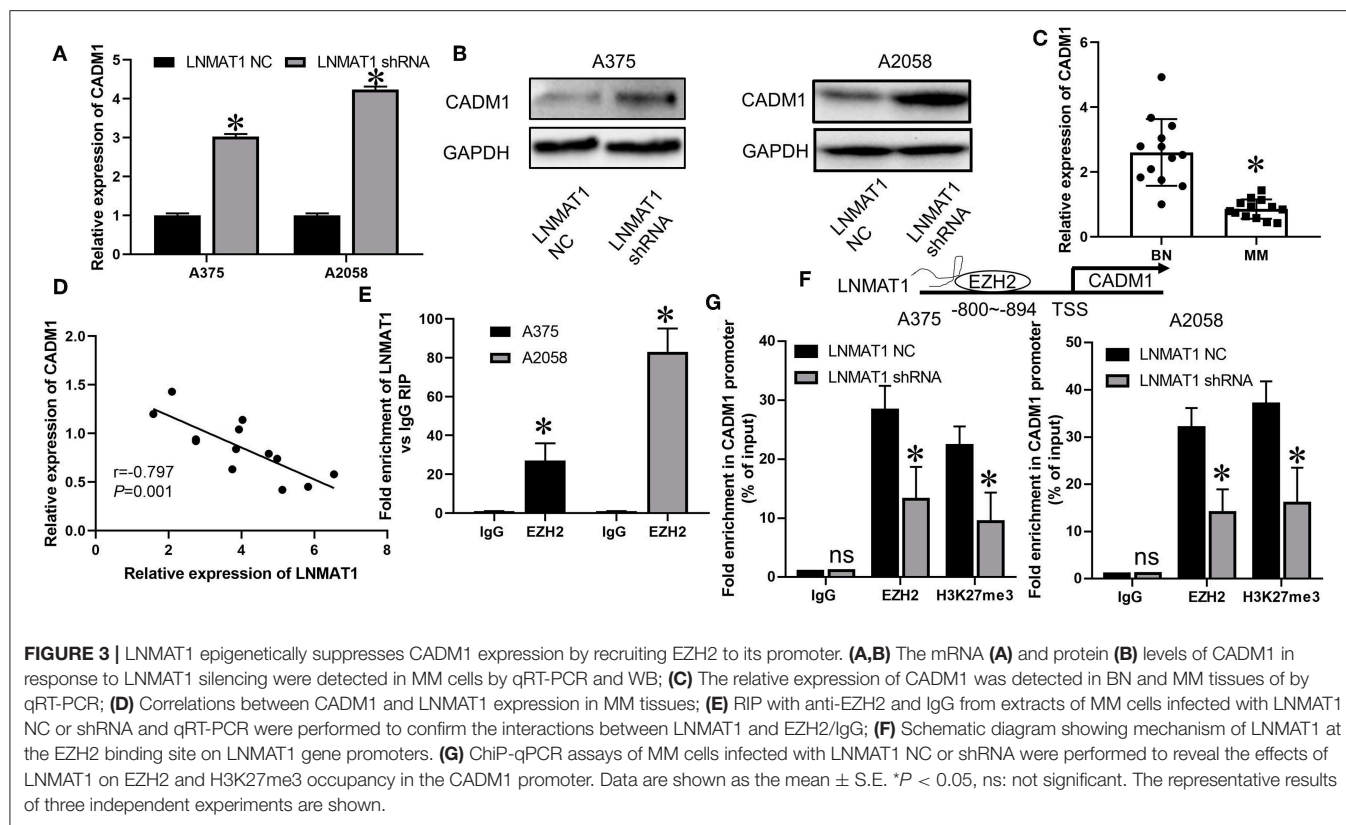 A
LNMAT1 NC LNMAT1 shRNA
Relative expression of CADM1
5
4
3
2
1
0
*
*
A375 A2058
B
A375
CADM1
GAPDH
LNMAT1 NC
LNMAT1 shRNA
A2058
CADM1
GAPDH
LNMAT1 NC
LNMAT1 shRNA
C
Relative expression of CADM1
6
4
2
0
*
BN MM
D
Relative expression of CADM1
2.0
1.5
1.0
0.5
0.0
r=-0.797
P=0.001
0 2 4 6 8
Relative expression of LNMAT1
E
Fold enrichment of LNMAT1
vs IgG RIP
100
80
60
40
20
0
A375
A2058
*
*
IgG EZH2 IgG EZH2
F
LNMAT1 EZH2 CADM1
-800~-894 TSS
G
A375
Fold enrichment in CADM1 promoter
(% of input)
40
30
20
10
0
LNMAT1 NC
LNMAT1 shRNA
ns * *
IgG EZH2 H3K27me3
A2058
Fold enrichment in CADM1 promoter
(% of input)
50
40
30
20
10
0
LNMAT1 NC
LNMAT1 shRNA
ns * *
IgG EZH2 H3K27me3
FIGURE 3 | LNMAT1 epigenetically suppresses CADM1 expression by recruiting EZH2 to its promoter. (A,B) The mRNA (A) and protein (B) levels of CADM1 in
response to LNMAT1 silencing were detected in MM cells by qRT-PCR and WB; (C) The relative expression of CADM1 was detected in BN and MM tissues of by
qRT-PCR; (D) Correlations between CADM1 and LNMAT1 expression in MM tissues; (E) RIP with anti-EZH2 and IgG from extracts of MM cells infected with LNMAT1
NC or shRNA and qRT-PCR were performed to confirm the interactions between LNMAT1 and EZH2/IgG; (F) Schematic diagram showing mechanism of LNMAT1 at
the EZH2 binding site on LNMAT1 gene promoters. (G) ChiP-qPCR assays of MM cells infected with LNMAT1 NC or shRNA were performed to reveal the effects of
LNMAT1 on EZH2 and H3K27me3 occupancy in the CADM1 promoter. Data are shown as the mean ± S.E. *P < 0.05, ns: not significant. The representative results
of three independent experiments are shown.